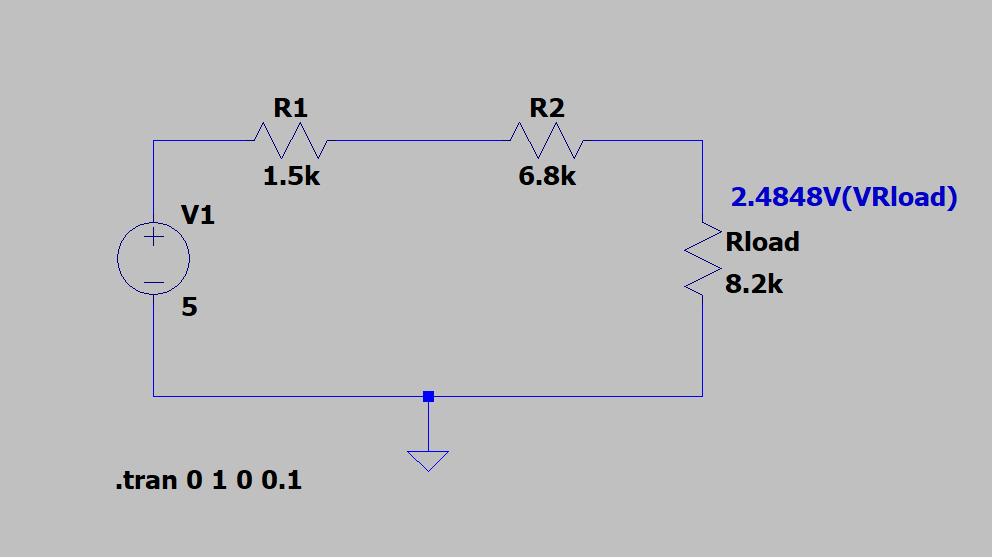 R1
R2
1.5k
6.8k
2.4848V(VRload)
V1
Rload
8.2k
5
.tran 0 1 0 0.1